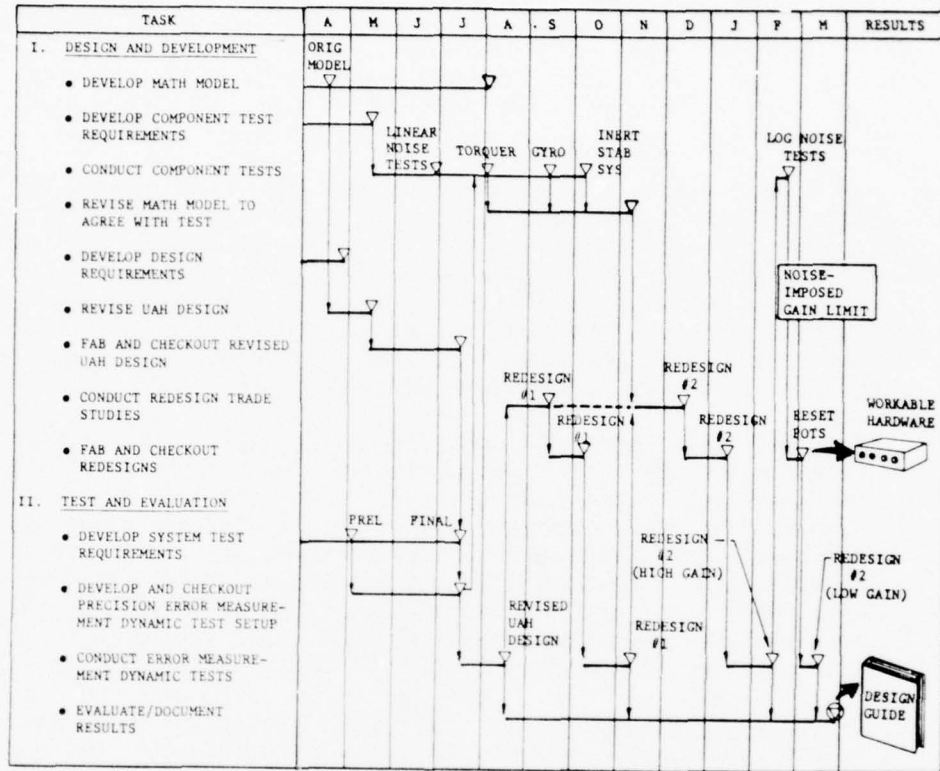 TASK A M J J A S O N D J F M RESULTS
I. DESIGN AND DEVELOPMENT
ORIG
MODEL
• DEVELOP MATH MODEL
• DEVELOP COMPONENT TEST
REQUIREMENTS
LINEAR
NOISE
TESTS
TORQUER
GYRO
INERT
STAB
SYS
LOG NOISE
TESTS
• CONDUCT COMPONENT TESTS
• REVISE MATH MODEL TO
AGREE WITH TEST
• DEVELOP DESIGN
REQUIREMENTS
NOISE-
IMPOSED
GAIN LIMIT
• REVISE UAH DESIGN
• FAB AND CHECKOUT REVISED
UAH DESIGN
REDESIGN
#1
REDESIGN
#2
• CONDUCT REDESIGN TRADE
STUDIES
REDESIGN
#1
REDESIGN
#2
RESET
POTS
WORKABLE
HARDWARE
• FAB AND CHECKOUT
REDESIGNS
II. TEST AND EVALUATION
PREL FINAL
• DEVELOP SYSTEM TEST
REQUIREMENTS
REDESIGN
#2
(HIGH GAIN)
REDESIGN
#2
(LOW GAIN)
• DEVELOP AND CHECKOUT
PRECISION ERROR MEASURE-
MENT DYNAMIC TEST SETUP
REVISED
UAH
DESIGN
REDESIGN
#1
• CONDUCT ERROR MEASURE-
MENT DYNAMIC TESTS
• EVALUATE/DOCUMENT
RESULTS
DESIGN
GUIDE